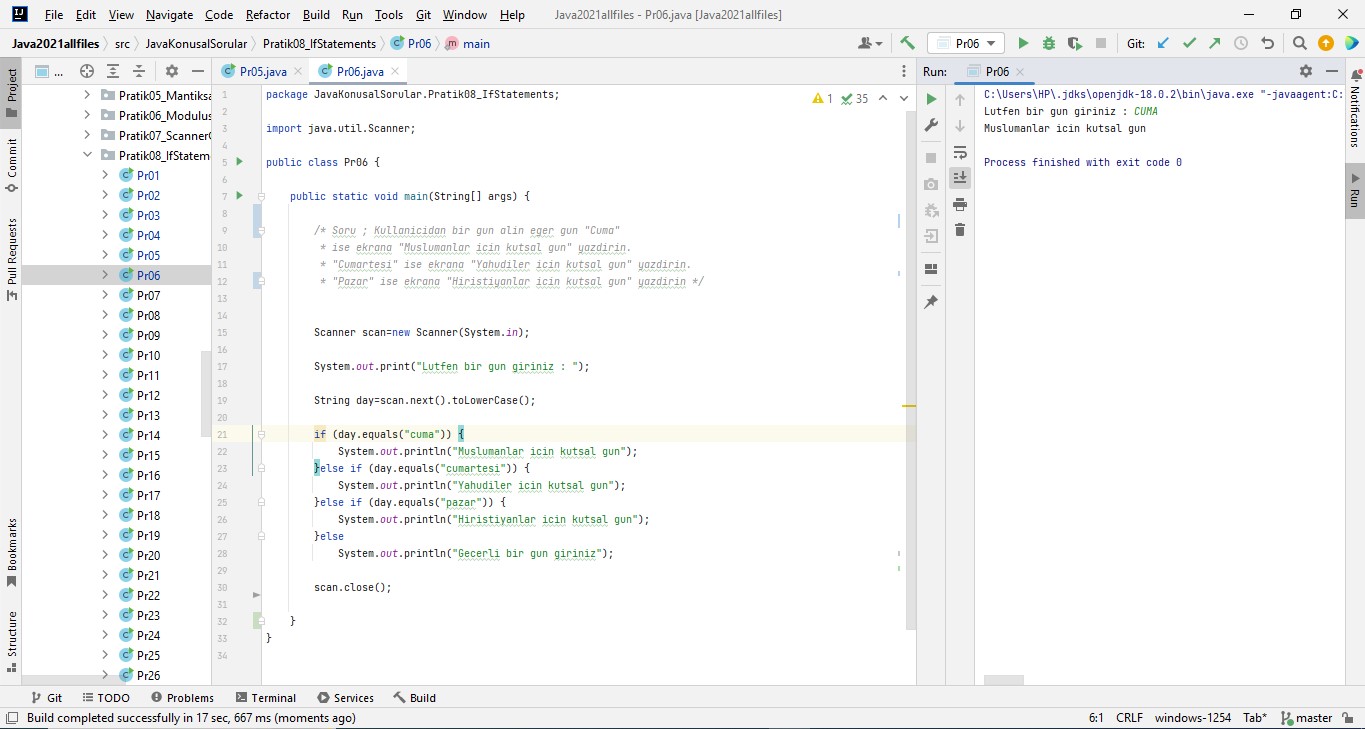 File Edit View Navigate Code Refactor Build Run Tools Git Window Help Java2021allfiles - Pr06.java [Java2021allfiles]
Java2021allfiles src JavaKonusalSorular Pratik08_IfStatements Pr06 main Pr06 Git:
Project
Commit
Pull Requests
Bookmarks
Structure
...
Pratik05_Mantiksa
Pratik06_Modulus
Pratik07_Scanner
Pratik08_IfStatem
Pr01
Pr02
Pr03
Pr04
Pr05
Pr06
Pr07
Pr08
Pr09
Pr10
Pr11
Pr12
Pr13
Pr14
Pr15
Pr16
Pr17
Pr18
Pr19
Pr20
Pr21
Pr22
Pr23
Pr24
Pr25
Pr26
Pr05.java Pr06.java
1 35
1 package JavaKonusalSorular.Pratik08_IfStatements;
2
3 import java.util.Scanner;
4
5 public class Pr06 {
6
7 public static void main(String[] args) {
8
9 /* Soru ; Kullanicidan bir gun alin eger gun "Cuma"
10 * ise ekrana "Muslumanlar icin kutsal gun" yazdirin.
11 * "Cumartesi" ise ekrana "Yahudiler icin kutsal gun" yazdirin.
12 * "Pazar" ise ekrana "Hiristiyanlar icin kutsal gun" yazdirin */
13
14
15 Scanner scan=new Scanner(System.in);
16
17 System.out.print("Lutfen bir gun giriniz : ");
18
19 String day=scan.next().toLowerCase();
20
21 if (day.equals("cuma")) {
22 System.out.println("Muslumanlar icin kutsal gun");
23 }else if (day.equals("cumartesi")) {
24 System.out.println("Yahudiler icin kutsal gun");
25 }else if (day.equals("pazar")) {
26 System.out.println("Hiristiyanlar icin kutsal gun");
27 }else
28 System.out.println("Gecerli bir gun giriniz");
29
30 scan.close();
31
32 }
33 }
34
Run: Pr06
C:\Users\HP\.jdks\openjdk-18.0.2\bin\java.exe "-javaagent:C:
Lutfen bir gun giriniz : CUMA
Muslumanlar icin kutsal gun
Process finished with exit code 0
Notifications
Run
Git TODO Problems Terminal Services Build
Build completed successfully in 17 sec, 667 ms (moments ago) 6:1 CRLF windows-1254 Tab* master